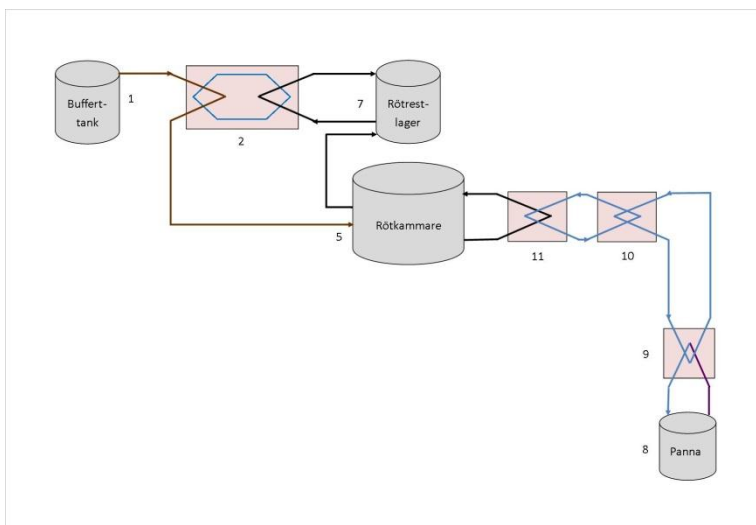 Buffert-
tank
1
2
7
Rötrest-
lager
Rötkammare
5
11
10
9
8
Panna